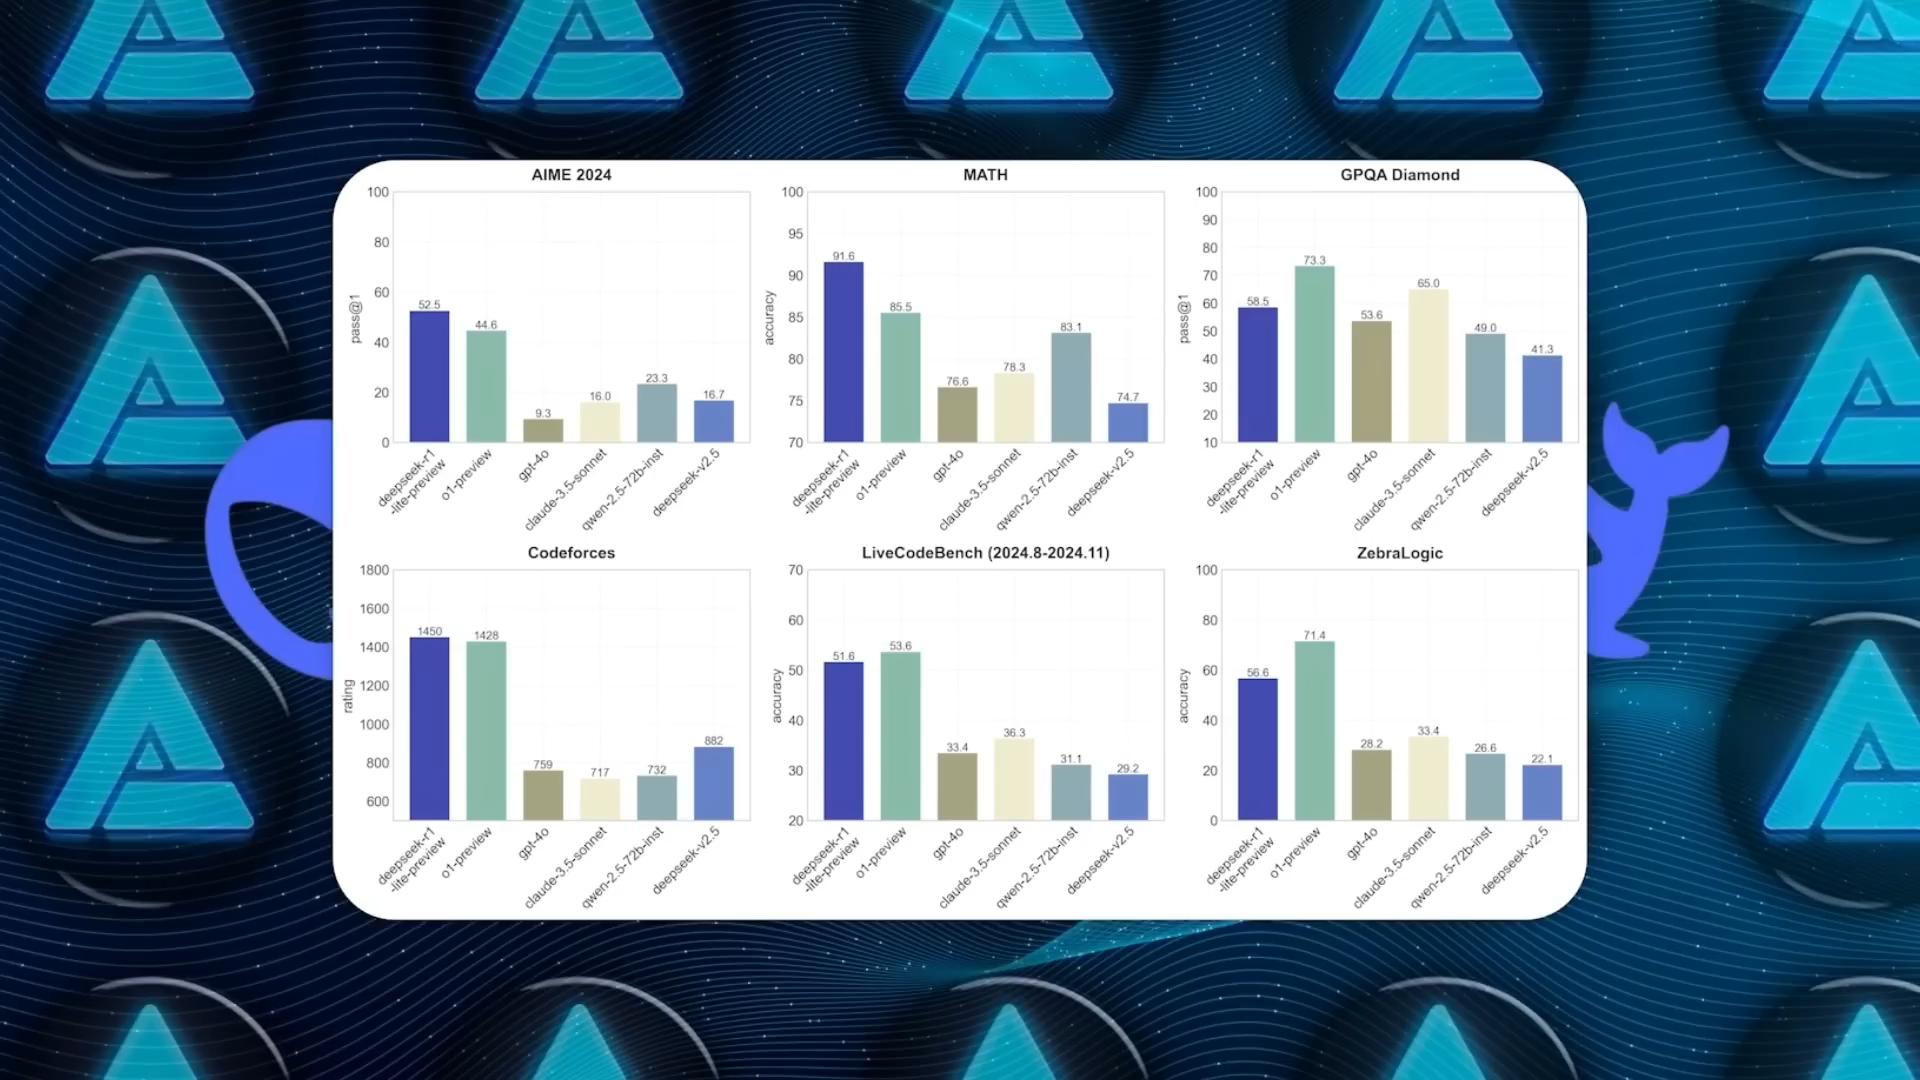 AIME 2024
100
80
60
40
20
0
pass@1
52.5
44.6
9.3
16.0
23.3
16.7
deepseek-r1
-lite-preview
o1-preview
gpt-4o
claude-3.5-sonnet
qwen-2.5-72b-inst
deepseek-v2.5
MATH
100
95
90
85
80
75
70
accuracy
91.6
85.5
76.6
78.3
83.1
74.7
deepseek-r1
-lite-preview
o1-preview
gpt-4o
claude-3.5-sonnet
qwen-2.5-72b-inst
deepseek-v2.5
GPQA Diamond
100
90
80
70
60
50
40
30
20
10
pass@1
58.5
73.3
53.6
65.0
49.0
41.3
deepseek-r1
-lite-preview
o1-preview
gpt-4o
claude-3.5-sonnet
qwen-2.5-72b-inst
deepseek-v2.5
Codeforces
1800
1600
1400
1200
1000
800
600
rating
1450
1428
759
717
732
882
deepseek-r1
-lite-preview
o1-preview
gpt-4o
claude-3.5-sonnet
qwen-2.5-72b-inst
deepseek-v2.5
LiveCodeBench (2024.8-2024.11)
70
60
50
40
30
20
accuracy
51.6
53.6
33.4
36.3
31.1
29.2
deepseek-r1
-lite-preview
o1-preview
gpt-4o
claude-3.5-sonnet
qwen-2.5-72b-inst
deepseek-v2.5
ZebraLogic
100
80
60
40
20
0
accuracy
56.6
71.4
28.2
33.4
26.6
22.1
deepseek-r1
-lite-preview
o1-preview
gpt-4o
claude-3.5-sonnet
qwen-2.5-72b-inst
deepseek-v2.5